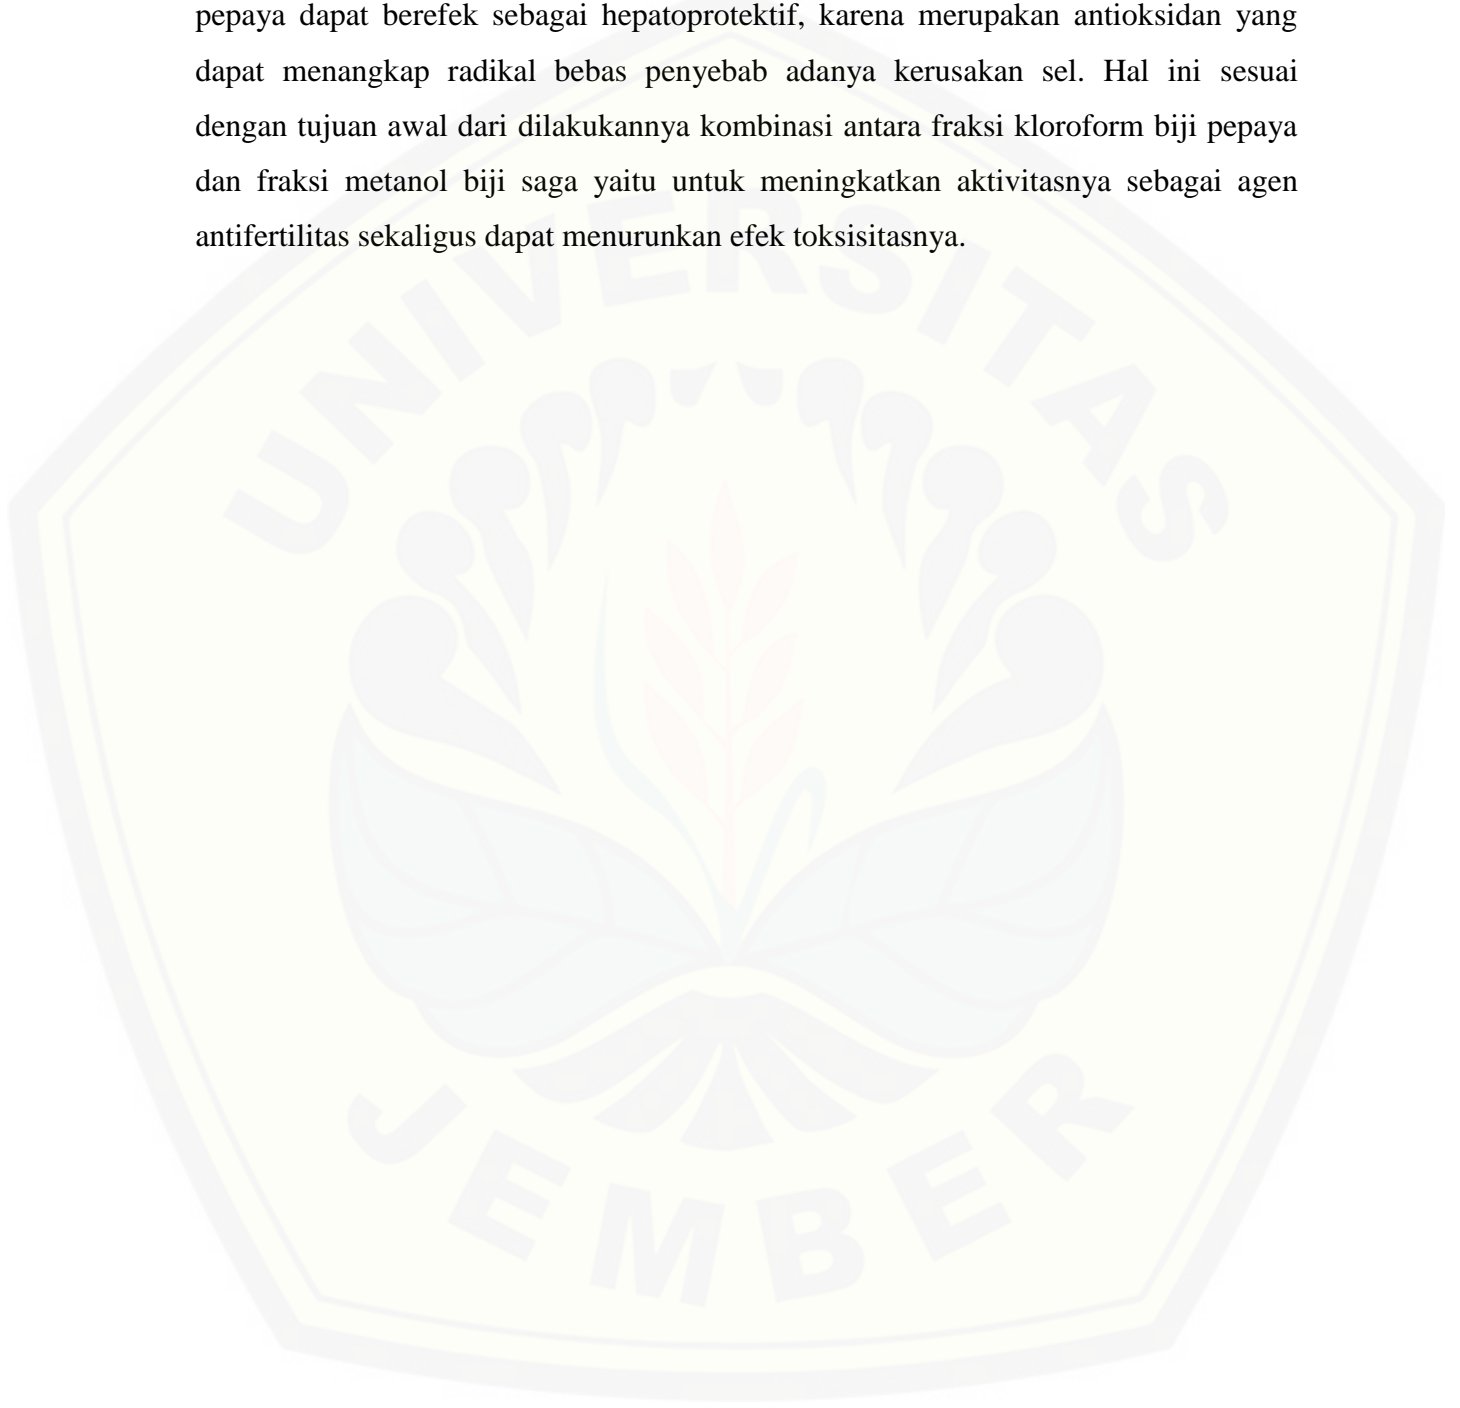 pepaya dapat berefek sebagai hepatoprotektif, karena merupakan antioksidan yang
dapat menangkap radikal bebas penyebab adanya kerusakan sel. Hal ini sesuai
dengan tujuan awal dari dilakukannya kombinasi antara fraksi kloroform biji pepaya
dan fraksi metanol biji saga yaitu untuk meningkatkan aktivitasnya sebagai agen
antifertilitas sekaligus dapat menurunkan efek toksisitasnya.
UNIVERSITAS
JEMBER